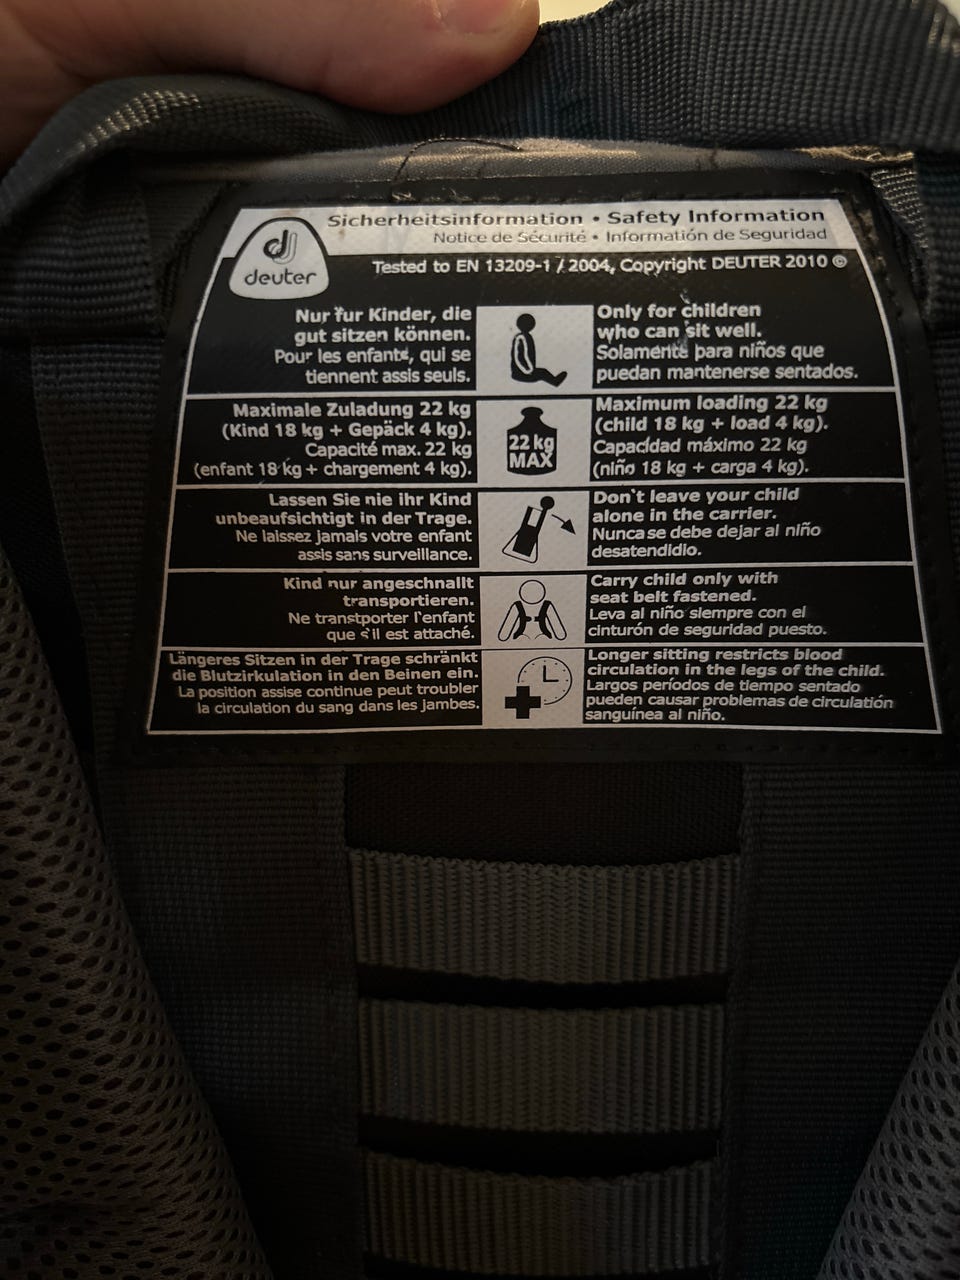 deuter
Sicherheitsinformation • Safety Information
Notice de Sécurité • Información de Seguridad
Tested to EN 13209-1 / 2004, Copyright DEUTER 2010 ©
Nur für Kinder, die
gut sitzen können.
Pour les enfants, qui se
tiennent assis seuls.
Only for children
who can sit well.
Solamente para niños que
puedan mantenerse sentados.
Maximale Zuladung 22 kg
(Kind 18 kg + Gepäck 4 kg).
Capacité max. 22 kg
(enfant 18 kg + chargement 4 kg).
22 kg
MAX
Maximum loading 22 kg
(child 18 kg + load 4 kg).
Capacidad máximo 22 kg
(niño 18 kg + carga 4 kg).
Lassen Sie nie ihr Kind
unbeaufsichtigt in der Trage.
Ne laissez jamais votre enfant
assis sans surveillance.
Don't leave your child
alone in the carrier.
Nunca se debe dejar al niño
desatendidio.
Kind nur angeschnallt
transportieren.
Ne transtporter l'enfant
que s'il est attaché.
Carry child only with
seat belt fastened.
Leva al niño siempre con el
cinturón de seguridad puesto.
Längeres Sitzen in der Trage schränkt
die Blutzirkulation in den Beinen ein.
La position assise continue peut troubler
la circulation du sang dans les jambes.
Longer sitting restricts blood
circulation in the legs of the child.
Largos períodos de tiempo sentado
pueden causar problemas de circulatión
sanguínea al niño.